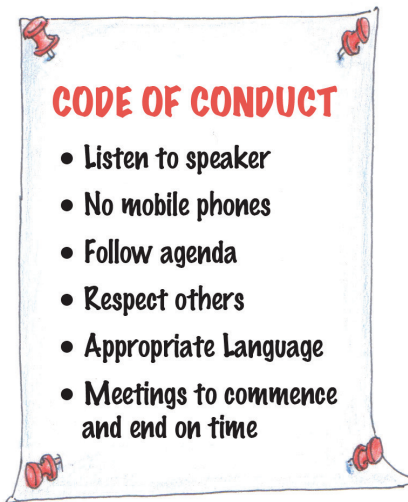 CODE OF CONDUCT
• Listen to speaker
• No mobile phones
• Follow agenda
• Respect others
• Appropriate Language
• Meetings to commence
and end on time